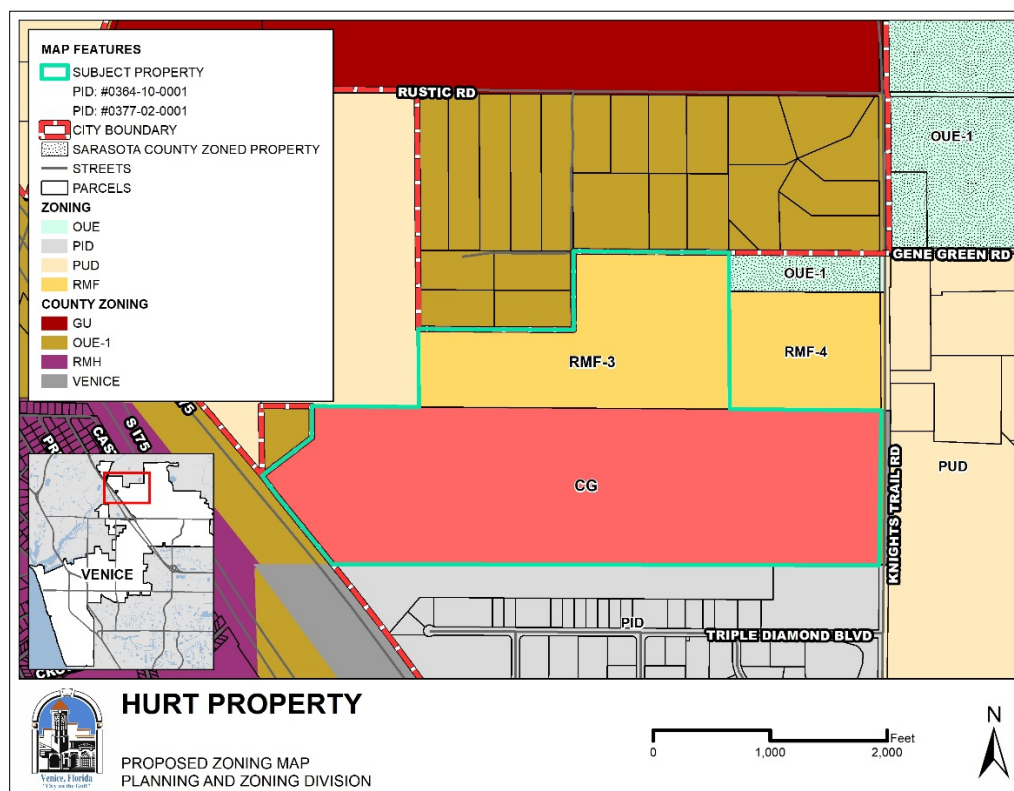 MAP FEATURES
SUBJECT PROPERTY
PID: #0364-10-0001
PID: #0377-02-0001
CITY BOUNDARY
SARASOTA COUNTY ZONED PROPERTY
STREETS
PARCELS
ZONING
OUE
PID
PUD
RMF
COUNTY ZONING
GU
OUE-1
RMH
VENICE
RUSTIC RD
OUE-1
GENE GREEN RD
OUE-1
RMF-3
RMF-4
CG
KNIGHTS TRAIL RD
PUD
PID
TRIPLE DIAMOND BLVD
S I75
VENICE
HURT PROPERTY
PROPOSED ZONING MAP
PLANNING AND ZONING DIVISION
Venice, Florida
"City on the Gulf"
0 1,000 2,000
Feet
N